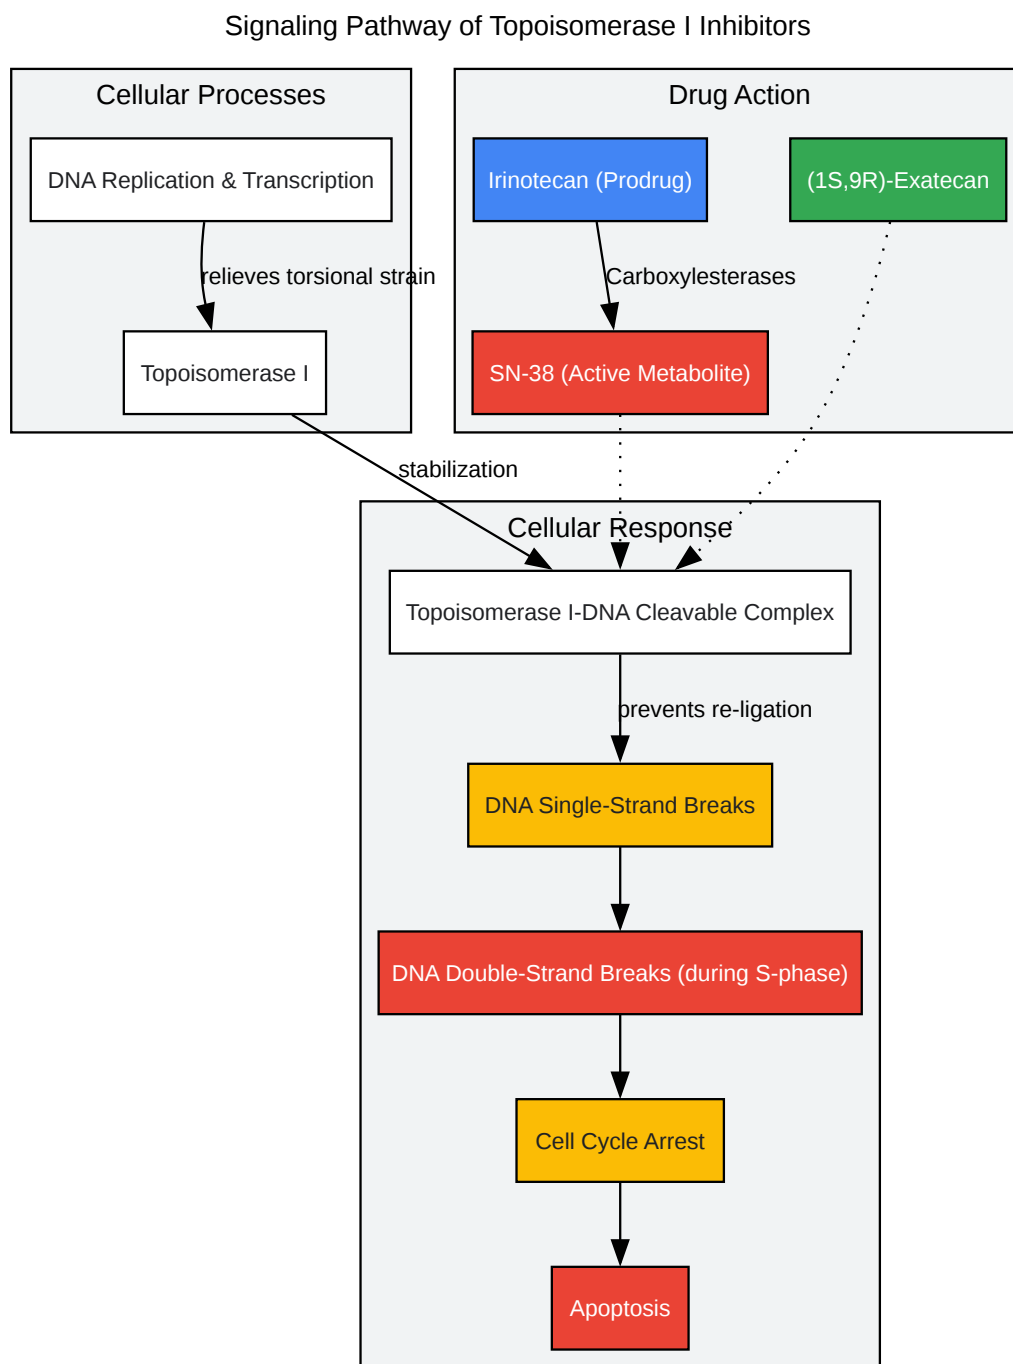 Signaling Pathway of Topoisomerase I Inhibitors
Cellular Processes
DNA Replication & Transcription
relieves torsional strain
Topoisomerase I
Drug Action
Irinotecan (Prodrug)
(1S,9R)-Exatecan
Carboxylesterases
SN-38 (Active Metabolite)
stabilization
Cellular Response
Topoisomerase I-DNA Cleavable Complex
prevents re-ligation
DNA Single-Strand Breaks
DNA Double-Strand Breaks (during S-phase)
Cell Cycle Arrest
Apoptosis